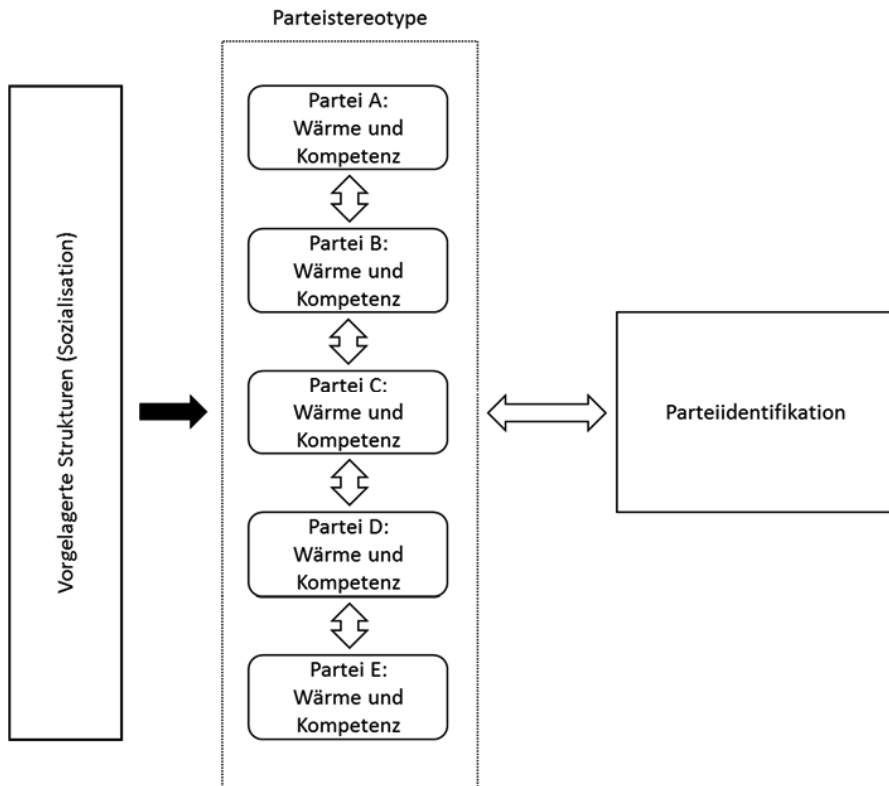 Parteistereotype
Vorgelagerte Strukturen (Sozialisation)
Partei A:
Wärme und
Kompetenz
Partei B:
Wärme und
Kompetenz
Partei C:
Wärme und
Kompetenz
Partei D:
Wärme und
Kompetenz
Partei E:
Wärme und
Kompetenz
Parteiidentifikation